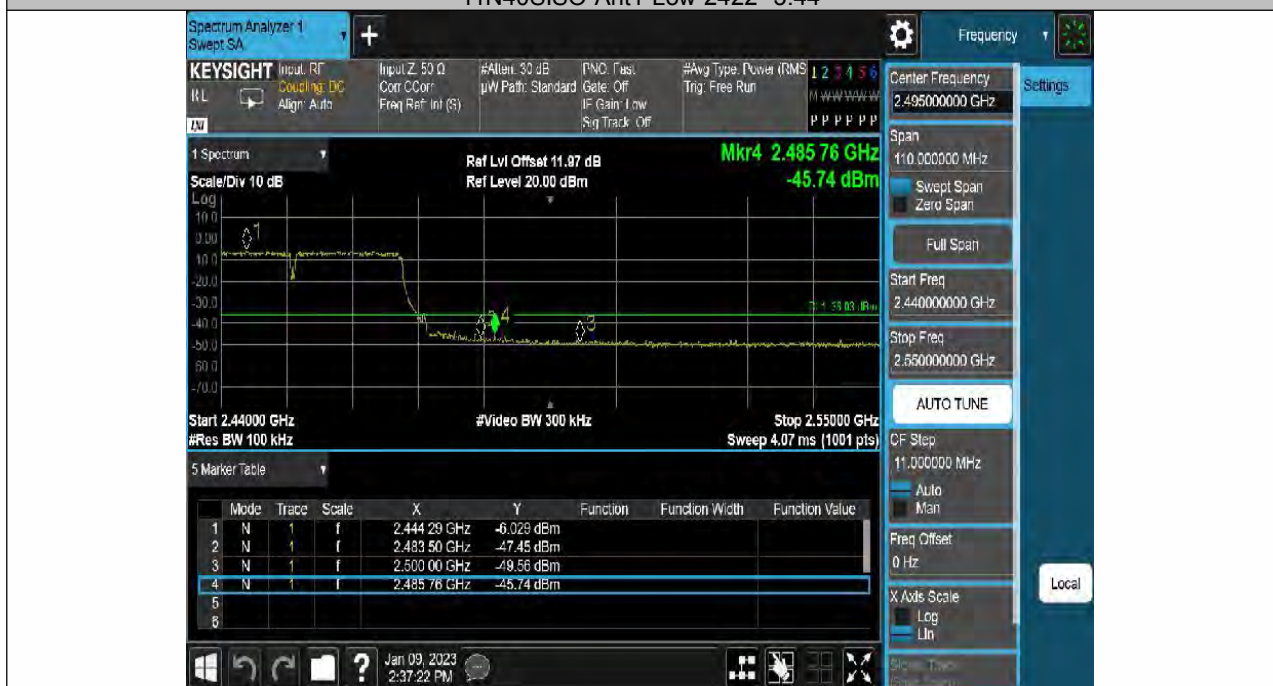 Spectrum Analyzer 1
Swept SA
+
Frequency
KEYSIGHT
Input: RF
Coupling: DC
Align: Auto
RL
Input Z: 50 Ω
Corr CCorr
Freq Ref: Int (S)
#Atten: 30 dB
µW Path: Standard
PNO: Fast
Gate: Off
IF Gain: Low
Sig Track: Off
#Avg Type: Power (RMS
Trig: Free Run
1 2 3 4 5 6
M W W W W W
P P P P P P
1 Spectrum
Scale/Div 10 dB
Ref Lvl Offset 11.97 dB
Ref Level 20.00 dBm
Mkr4 2.485 76 GHz
-45.74 dBm
Log
10.0
0.00
-10.0
-20.0
-30.0
-40.0
-50.0
-60.0
-70.0
1
4
3
Start 2.44000 GHz
#Video BW 300 kHz
Stop 2.55000 GHz
#Res BW 100 kHz
Sweep 4.07 ms (1001 pts)
5 Marker Table
Mode Trace Scale X Y Function Function Width Function Value
1 N 1 f 2.444 29 GHz -6.029 dBm
2 N 1 f 2.483 50 GHz -47.45 dBm
3 N 1 f 2.500 00 GHz -49.56 dBm
4 N 1 f 2.485 76 GHz -45.74 dBm
5
6
?
Jan 09, 2023
2:37:22 PM
Center Frequency
2.495000000 GHz
Settings
Span
110.000000 MHz
Swept Span
Zero Span
Full Span
Start Freq
2.440000000 GHz
Stop Freq
2.550000000 GHz
AUTO TUNE
CF Step
11.000000 MHz
Auto
Man
Freq Offset
0 Hz
X Axis Scale
Log
Lin
Local